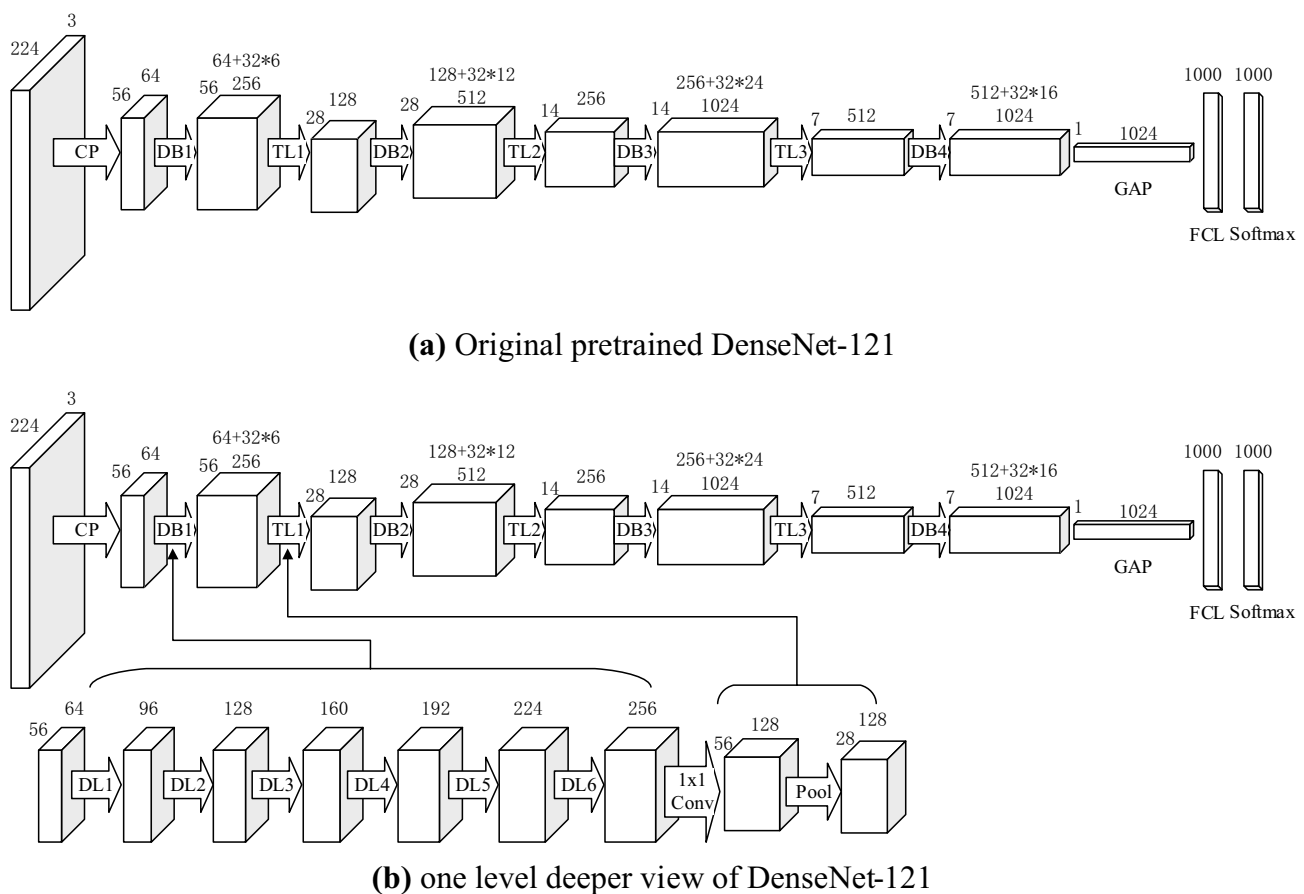 3
224
64+32*6
64
56
56
256
128
28
128+32*12
28
512
256
14
256+32*24
14
1024
7
512
512+32*16
7
1024
1
1024
1000
1000
CP
DB1
TL1
DB2
TL2
DB3
TL3
DB4
GAP
FCL
Softmax
(a) Original pretrained DenseNet-121
3
224
64+32*6
64
56
56
256
128
28
128+32*12
28
512
256
14
256+32*24
14
1024
7
512
512+32*16
7
1024
1
1024
1000
1000
CP
DB1
TL1
DB2
TL2
DB3
TL3
DB4
GAP
FCL
Softmax
64
56
96
128
160
192
224
256
56
128
28
128
DL1
DL2
DL3
DL4
DL5
DL6
1x1
Conv
Pool
(b) one level deeper view of DenseNet-121